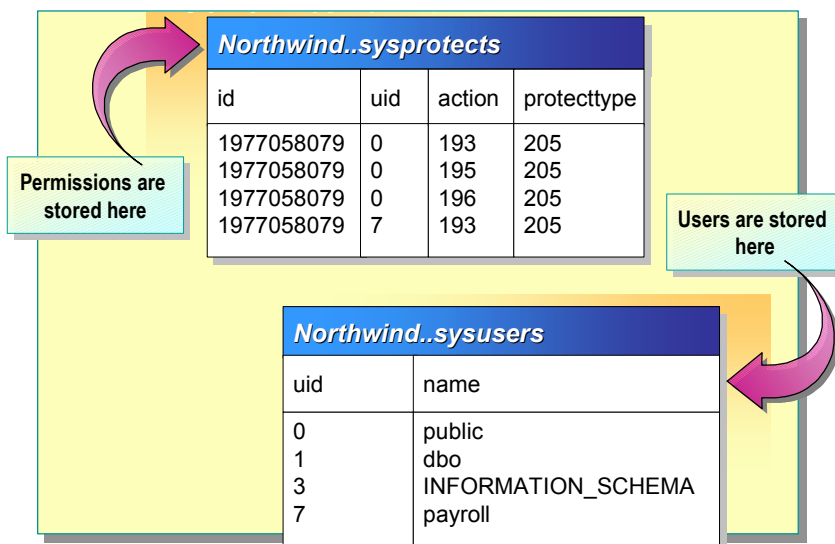 Northwind..sysprotects
id uid action protecttype
1977058079 0 193 205
1977058079 0 195 205
1977058079 0 196 205
1977058079 7 193 205
Permissions are
stored here
Users are stored
here
Northwind..sysusers
uid name
0 public
1 dbo
3 INFORMATION_SCHEMA
7 payroll